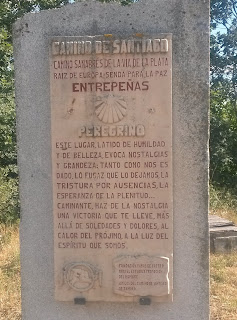 CAMINO DE SANTIAGO
CAMINO SANABRÉS DE LA VÍA DE LA PLATA
RAIZ DE EUROPA: SENDA PARA LA PAZ
ENTREPEÑAS
PEREGRINO
ESTE LUGAR, LATIDO DE HUMILDAD
Y DE BELLEZA, EVOCA NOSTALGIAS
Y GRANDEZA; TANTO COMO NOS ES
DADO, LO FUGAZ QUE LO DEJAMOS, LA
TRISTURA POR AUSENCIAS, LA
ESPERANZA DE LA PLENITUD...
CAMINANTE, HAZ DE LA NOSTALGIA
UNA VICTORIA QUE TE LLEVE, MÁS
ALLÁ DE SOLEDADES Y DOLORES, AL
CALOR DEL PRÓJIMO, A LA LUZ DEL
ESPÍRITU QUE SOMOS.